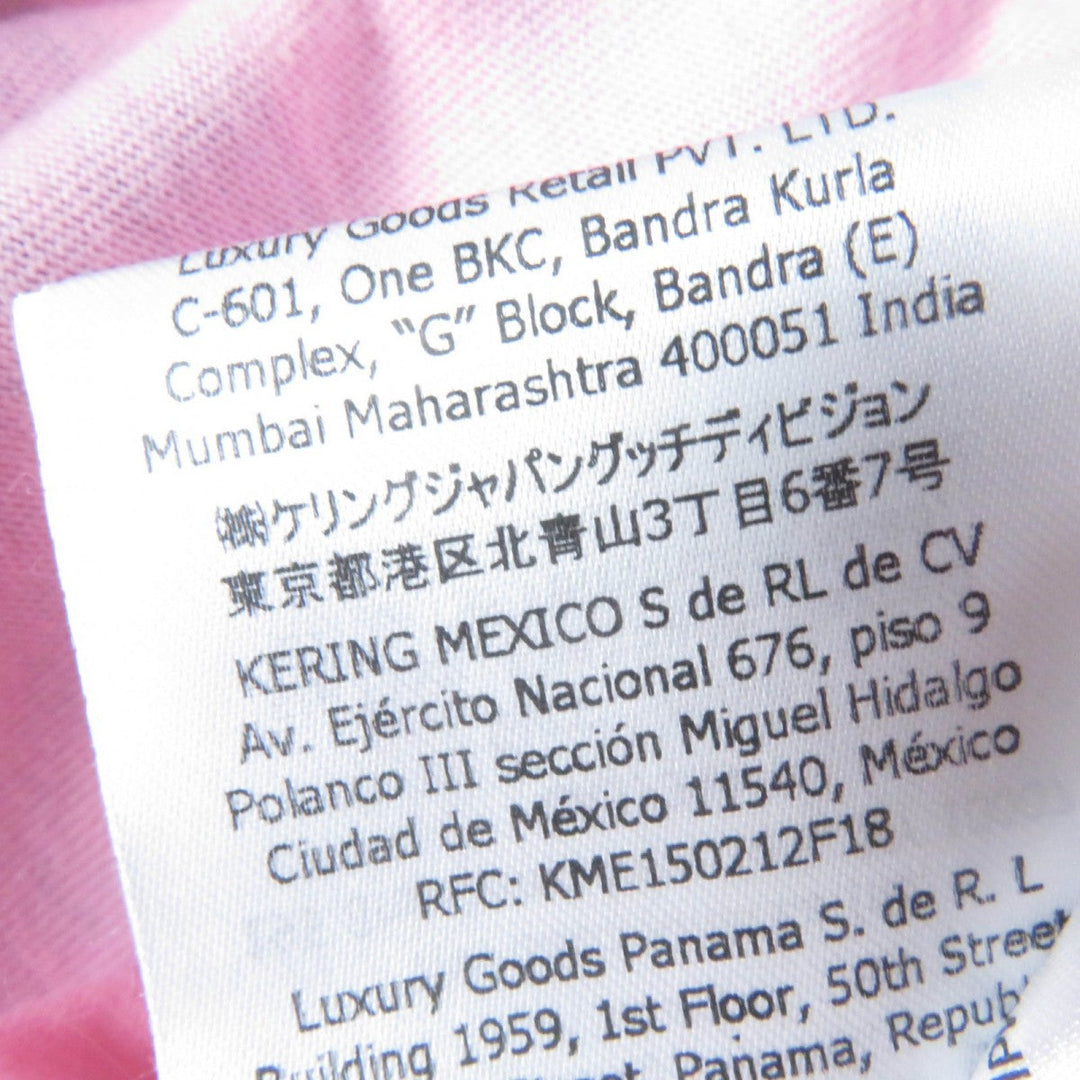 Luxury Goods Retail PVT. LTD.
C-601, One BKC, Bandra Kurla
Complex, “G” Block, Bandra (E)
Mumbai Maharashtra 400051 India
㈱ケリングジャパングッチディビジョン
東京都港区北青山3丁目6番7号
KERING MEXICO S de RL de CV
Av. Ejército Nacional 676, piso 9
Polanco III sección Miguel Hidalgo
Ciudad de México 11540, México
RFC: KME150212F18
Luxury Goods Panama S. de R. L
Building 1959, 1st Floor, 50th Street
Panama,